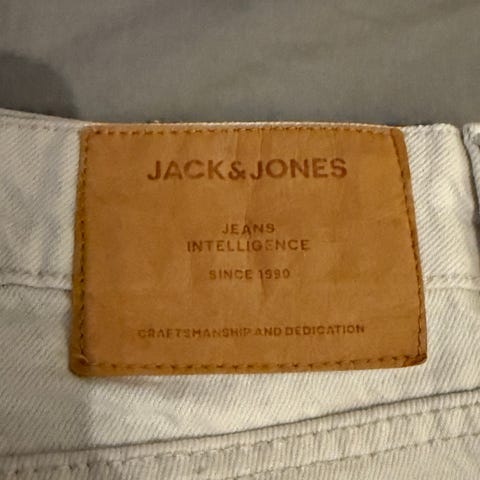 JACK&JONES
JEANS
INTELLIGENCE
SINCE 1990
CRAFTSMANSHIP AND DEDICATION